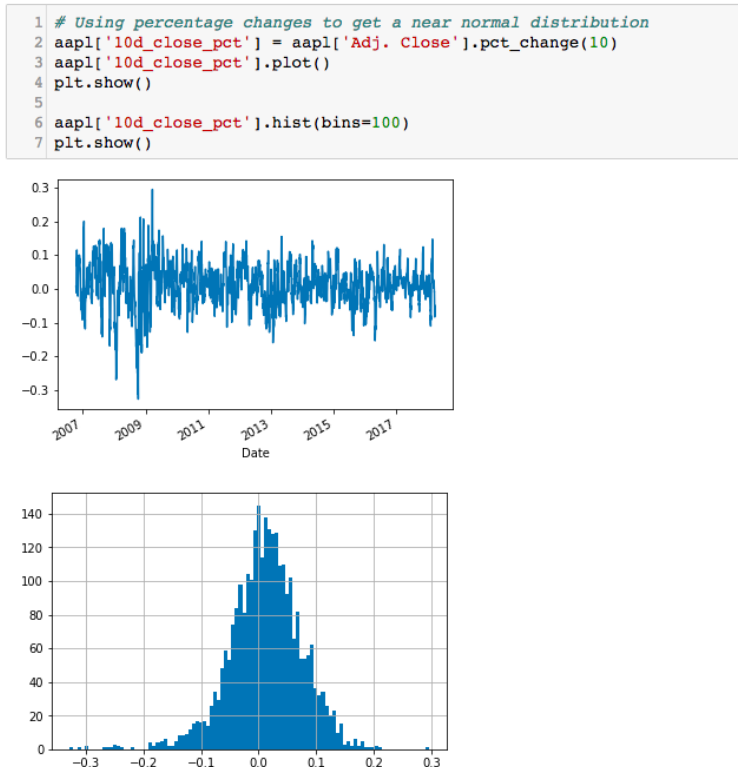 1 # Using percentage changes to get a near normal distribution
2 aapl['10d_close_pct'] = aapl['Adj. Close'].pct_change(10)
3 aapl['10d_close_pct'].plot()
4 plt.show()
5
6 aapl['10d_close_pct'].hist(bins=100)
7 plt.show()
0.3
0.2
0.1
0.0
−0.1
−0.2
−0.3
2007 2009 2011 2013 2015 2017
Date
140
120
100
80
60
40
20
0
−0.3 −0.2 −0.1 0.0 0.1 0.2 0.3